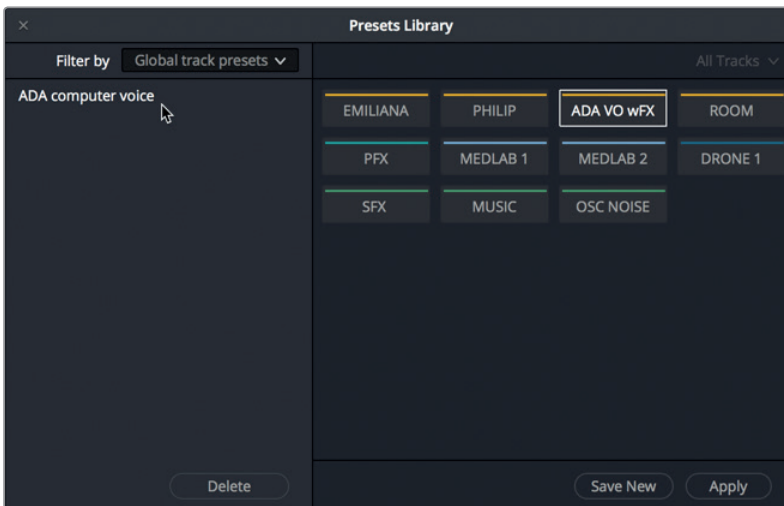 Presets Library
Filter by Global track presets
All Tracks
ADA computer voice
EMILIANA PHILIP ADA VO wFX ROOM
PFX MEDLAB 1 MEDLAB 2 DRONE 1
SFX MUSIC OSC NOISE
Delete
Save New Apply